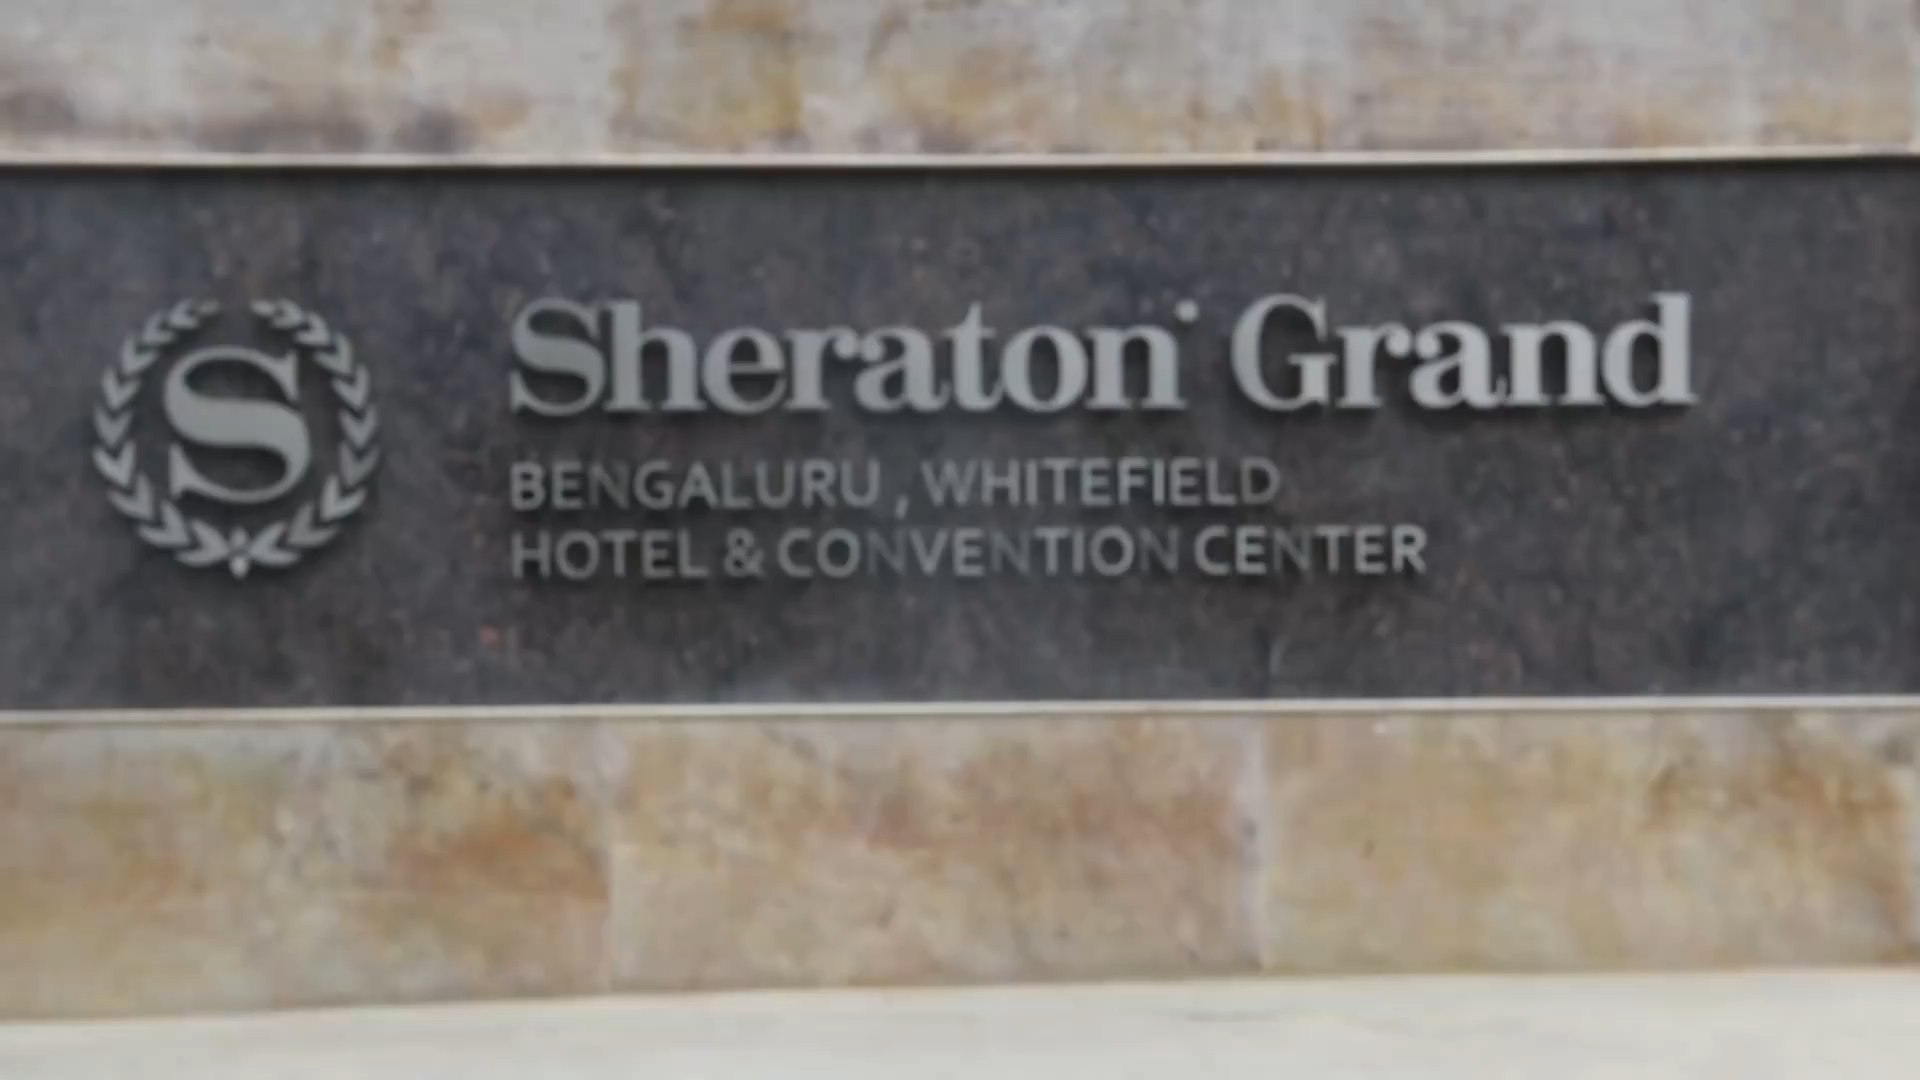 S
Sheraton Grand
BENGALURU, WHITEFIELD
HOTEL & CONVENTION CENTER